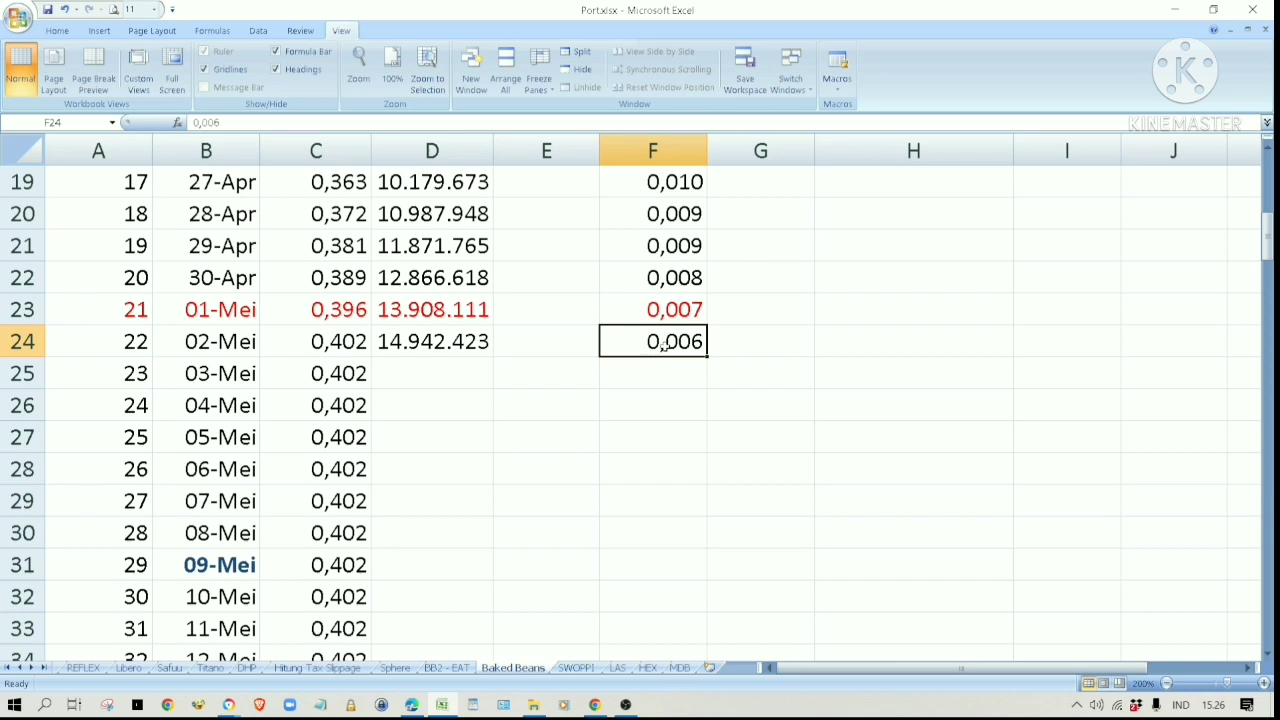 11
Port.xlsx - Microsoft Excel
Home Insert Page Layout Formulas Data Review View
Normal
Page Layout
Page Break Preview
Custom Views
Full Screen
Workbook Views
Ruler
Gridlines
Message Bar
Formula Bar
Headings
Show/Hide
Zoom
100%
Zoom to Selection
Zoom
New Window
Arrange All
Freeze Panes
Split
Hide
Unhide
View Side by Side
Synchronous Scrolling
Reset Window Position
Window
Save Workspace
Switch Windows
Macros
Macros
K
KINEMASTER
F24 fx 0,006
A B C D E F G H I J
19 17 27-Apr 0,363 10.179.673 0,010
20 18 28-Apr 0,372 10.987.948 0,009
21 19 29-Apr 0,381 11.871.765 0,009
22 20 30-Apr 0,389 12.866.618 0,008
23 21 01-Mei 0,396 13.908.111 0,007
24 22 02-Mei 0,402 14.942.423 0,006
25 23 03-Mei 0,402
26 24 04-Mei 0,402
27 25 05-Mei 0,402
28 26 06-Mei 0,402
29 27 07-Mei 0,402
30 28 08-Mei 0,402
31 29 09-Mei 0,402
32 30 10-Mei 0,402
33 31 11-Mei 0,402
34 32 12-Mei 0,402
REFLEX Libero Safuu Titano DHP Hitung Tax Slippage Sphere BB2 - EAT Baked Beans SWOPPI LAS HEX MDB
Ready 200%
IND 15.26